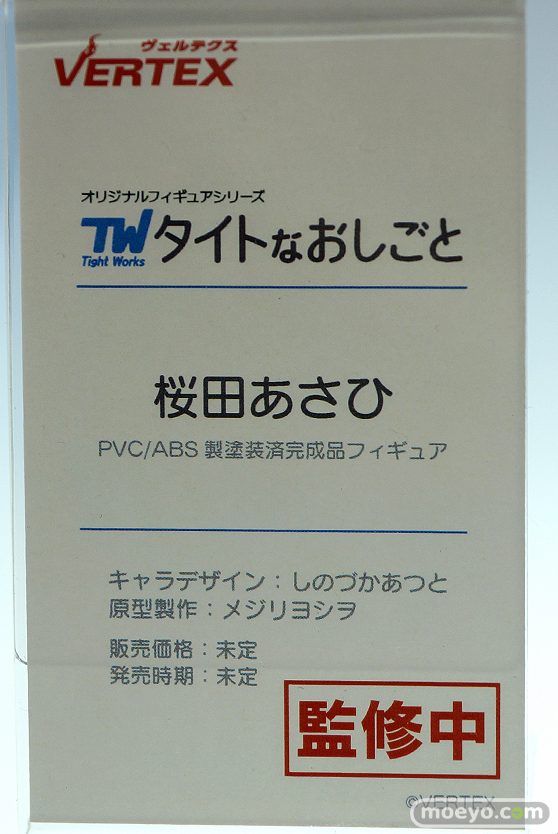 ヴェルテクス
VERTEX
オリジナルフィギュアシリーズ
TW タイトなおしごと
Tight Works
桜田あさひ
PVC/ABS 製塗装済完成品フィギュア
キャラデザイン：しのづかあつと
原型製作：メジリヨシヲ
販売価格：未定
発売時期：未定
監修中
©VERTEX
moeyo.com